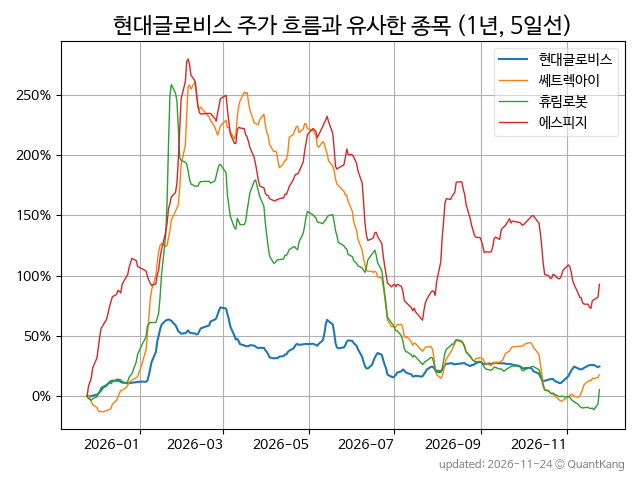 현대글로비스 주가 흐름과 유사한 종목 (1년, 5일선)
현대글로비스
쎄트렉아이
휴림로봇
에스피지
250%
200%
150%
100%
50%
0%
2026-01 2026-03 2026-05 2026-07 2026-09 2026-11
updated: 2026-11-24 © QuantKang